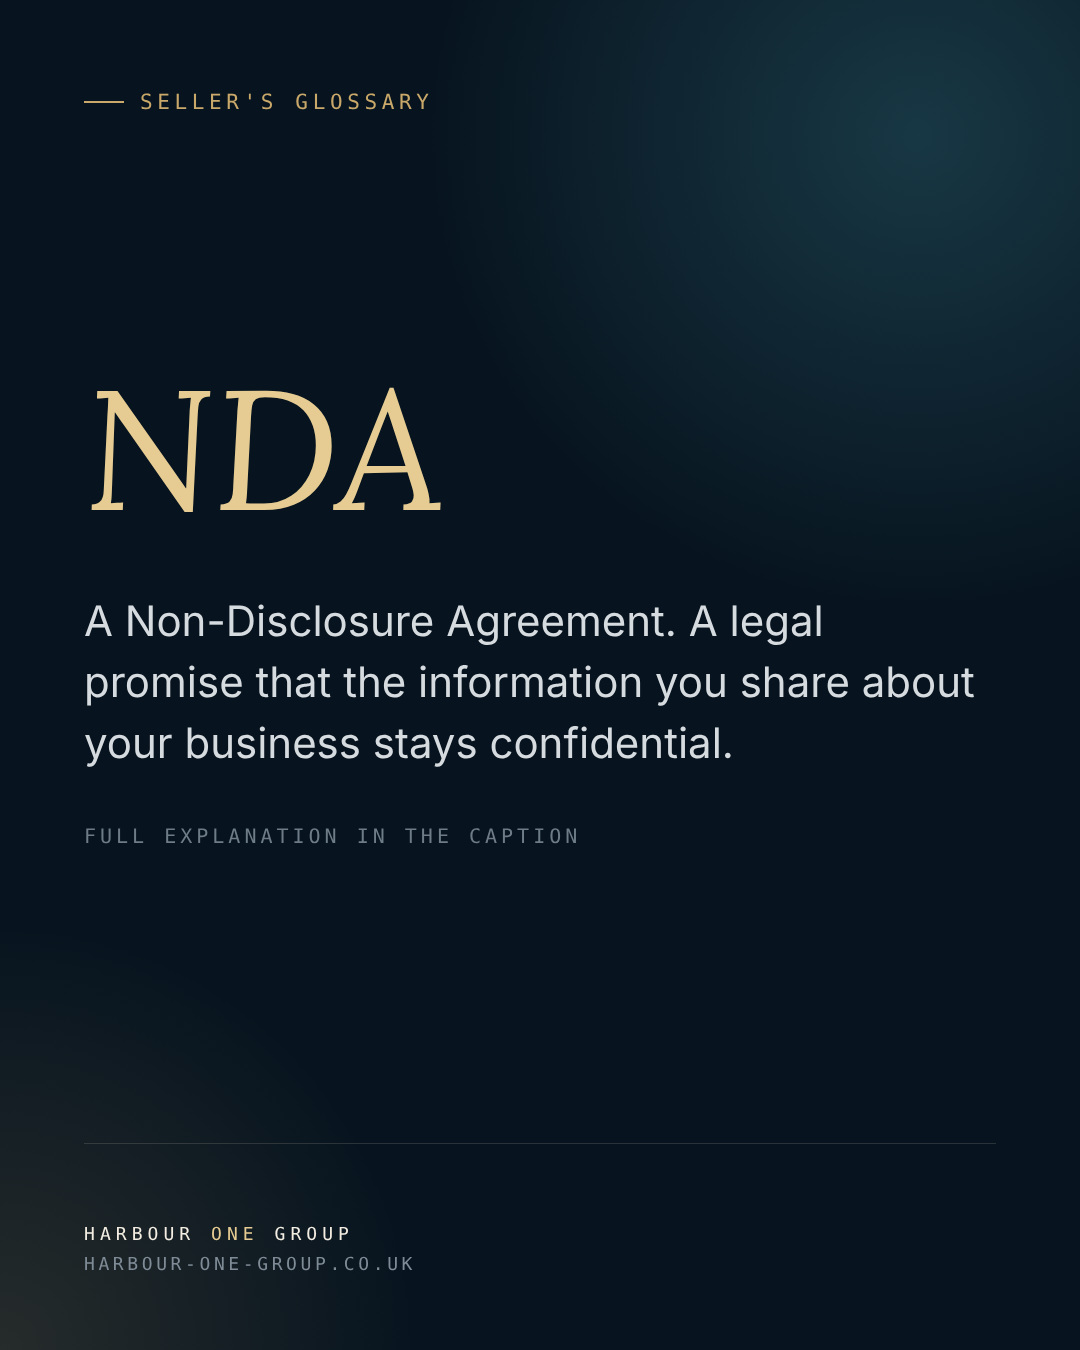 SELLER'S GLOSSARY
NDA
A Non-Disclosure Agreement. A legal
promise that the information you share about
your business stays confidential.
FULL EXPLANATION IN THE CAPTION
HARBOUR ONE GROUP
HARBOUR-ONE-GROUP.CO.UK